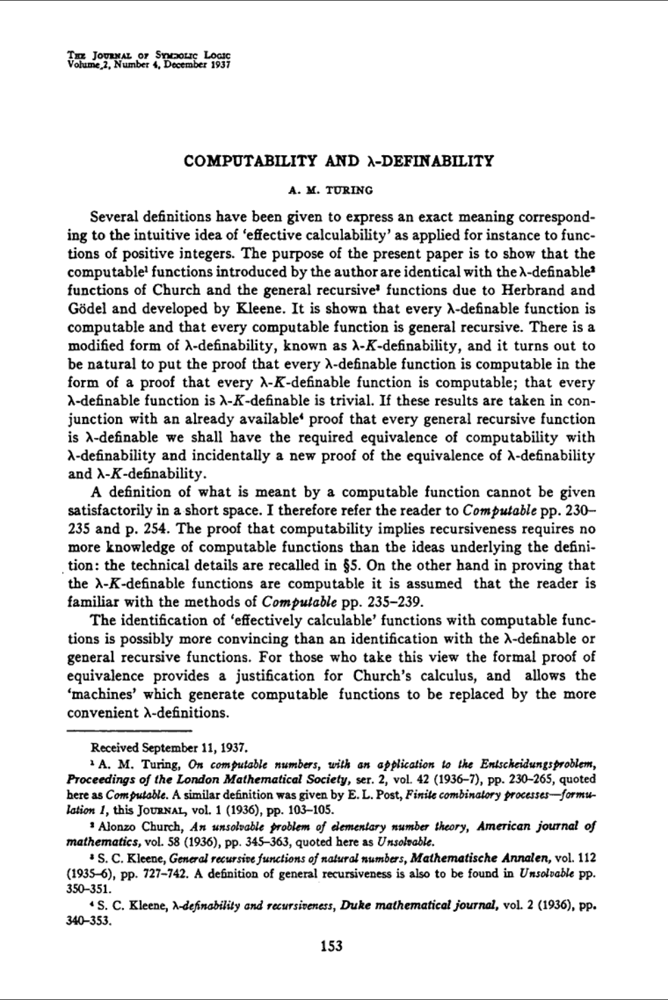 THE JOURNAL OF SYMBOLIC LOGIC
Volume 2, Number 4, December 1937
COMPUTABILITY AND λ-DEFINABILITY
A. M. TURING
Several definitions have been given to express an exact meaning correspond-
ing to the intuitive idea of ‘effective calculability’ as applied for instance to func-
tions of positive integers. The purpose of the present paper is to show that the
computable¹ functions introduced by the author are identical with the λ-definable²
functions of Church and the general recursive³ functions due to Herbrand and
Gödel and developed by Kleene. It is shown that every λ-definable function is
computable and that every computable function is general recursive. There is a
modified form of λ-definability, known as λ-K-definability, and it turns out to
be natural to put the proof that every λ-definable function is computable in the
form of a proof that every λ-K-definable function is computable; that every
λ-definable function is λ-K-definable is trivial. If these results are taken in con-
junction with an already available⁴ proof that every general recursive function
is λ-definable we shall have the required equivalence of computability with
λ-definability and incidentally a new proof of the equivalence of λ-definability
and λ-K-definability.
A definition of what is meant by a computable function cannot be given
satisfactorily in a short space. I therefore refer the reader to Computable pp. 230–
235 and p. 254. The proof that computability implies recursiveness requires no
more knowledge of computable functions than the ideas underlying the defini-
tion: the technical details are recalled in §5. On the other hand in proving that
the λ-K-definable functions are computable it is assumed that the reader is
familiar with the methods of Computable pp. 235–239.
The identification of ‘effectively calculable’ functions with computable func-
tions is possibly more convincing than an identification with the λ-definable or
general recursive functions. For those who take this view the formal proof of
equivalence provides a justification for Church's calculus, and allows the
‘machines’ which generate computable functions to be replaced by the more
convenient λ-definitions.
Received September 11, 1937.
¹ A. M. Turing, On computable numbers, with an application to the Entscheidungsproblem,
Proceedings of the London Mathematical Society, ser. 2, vol. 42 (1936–7), pp. 230–265, quoted
here as Computable. A similar definition was given by E. L. Post, Finite combinatory processes—formu-
lation 1, this JOURNAL, vol. 1 (1936), pp. 103–105.
² Alonzo Church, An unsolvable problem of elementary number theory, American journal of
mathematics, vol. 58 (1936), pp. 345–363, quoted here as Unsolvable.
³ S. C. Kleene, General recursive functions of natural numbers, Mathematische Annalen, vol. 112
(1935–6), pp. 727–742. A definition of general recursiveness is also to be found in Unsolvable pp.
350–351.
⁴ S. C. Kleene, λ-definability and recursiveness, Duke mathematical journal, vol. 2 (1936), pp.
340–353.
153